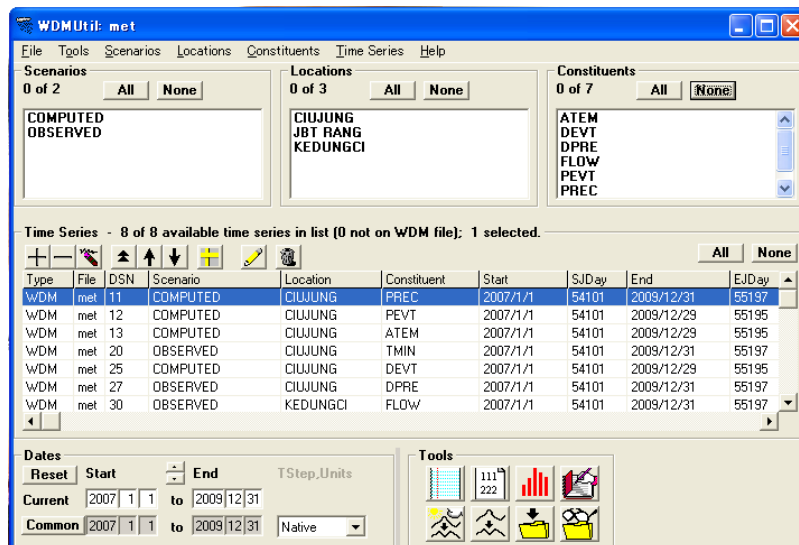 WDMUtil: met
File Tools Scenarios Locations Constituents Time Series Help
Scenarios Locations Constituents
0 of 2 All None 0 of 3 All None 0 of 7 All None
COMPUTED CIUJUNG ATEM
OBSERVED JBT RANG DEVT
KEDUNGCI DPRE
FLOW
PEVT
PREC
Time Series - 8 of 8 available time series in list (0 not on WDM file); 1 selected.
All None
Type File DSN Scenario Location Constituent Start SJDay End EJDay
WDM met 11 COMPUTED CIUJUNG PREC 2007/1/1 54101 2009/12/31 55197
WDM met 12 COMPUTED CIUJUNG PEVT 2007/1/1 54101 2009/12/29 55195
WDM met 13 COMPUTED CIUJUNG ATEM 2007/1/1 54101 2009/12/29 55195
WDM met 20 OBSERVED CIUJUNG TMIN 2007/1/1 54101 2009/12/31 55197
WDM met 25 COMPUTED CIUJUNG DEVT 2007/1/1 54101 2009/12/29 55195
WDM met 27 OBSERVED CIUJUNG DPRE 2007/1/1 54101 2009/12/31 55197
WDM met 30 OBSERVED KEDUNGCI FLOW 2007/1/1 54101 2009/12/31 55197
Dates Tools
Reset Start End TStep,Units
111 222
Current 2007 1 1 to 2009 12 31
Common 2007 1 1 to 2009 12 31 Native